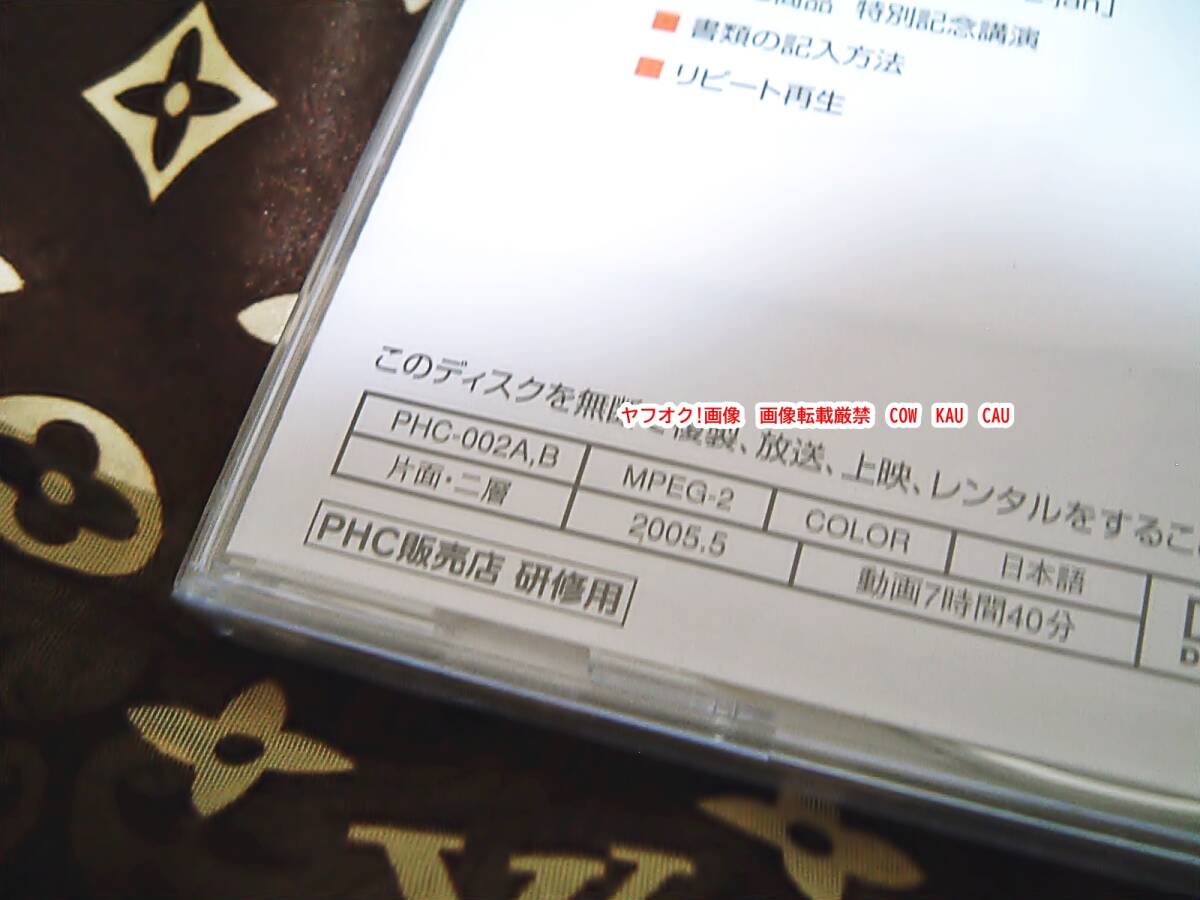 jan」
商品 特別記念講演
書類の記入方法
リピート再生
このディスクを無断 複製、放送、上映、レンタルをするこ
ヤフオク!画像 画像転載厳禁 COW KAU CAU
PHC-002A,B MPEG-2 COLOR 日本語
片面・二層 2005.5 動画7時間40分
PHC販売店 研修用